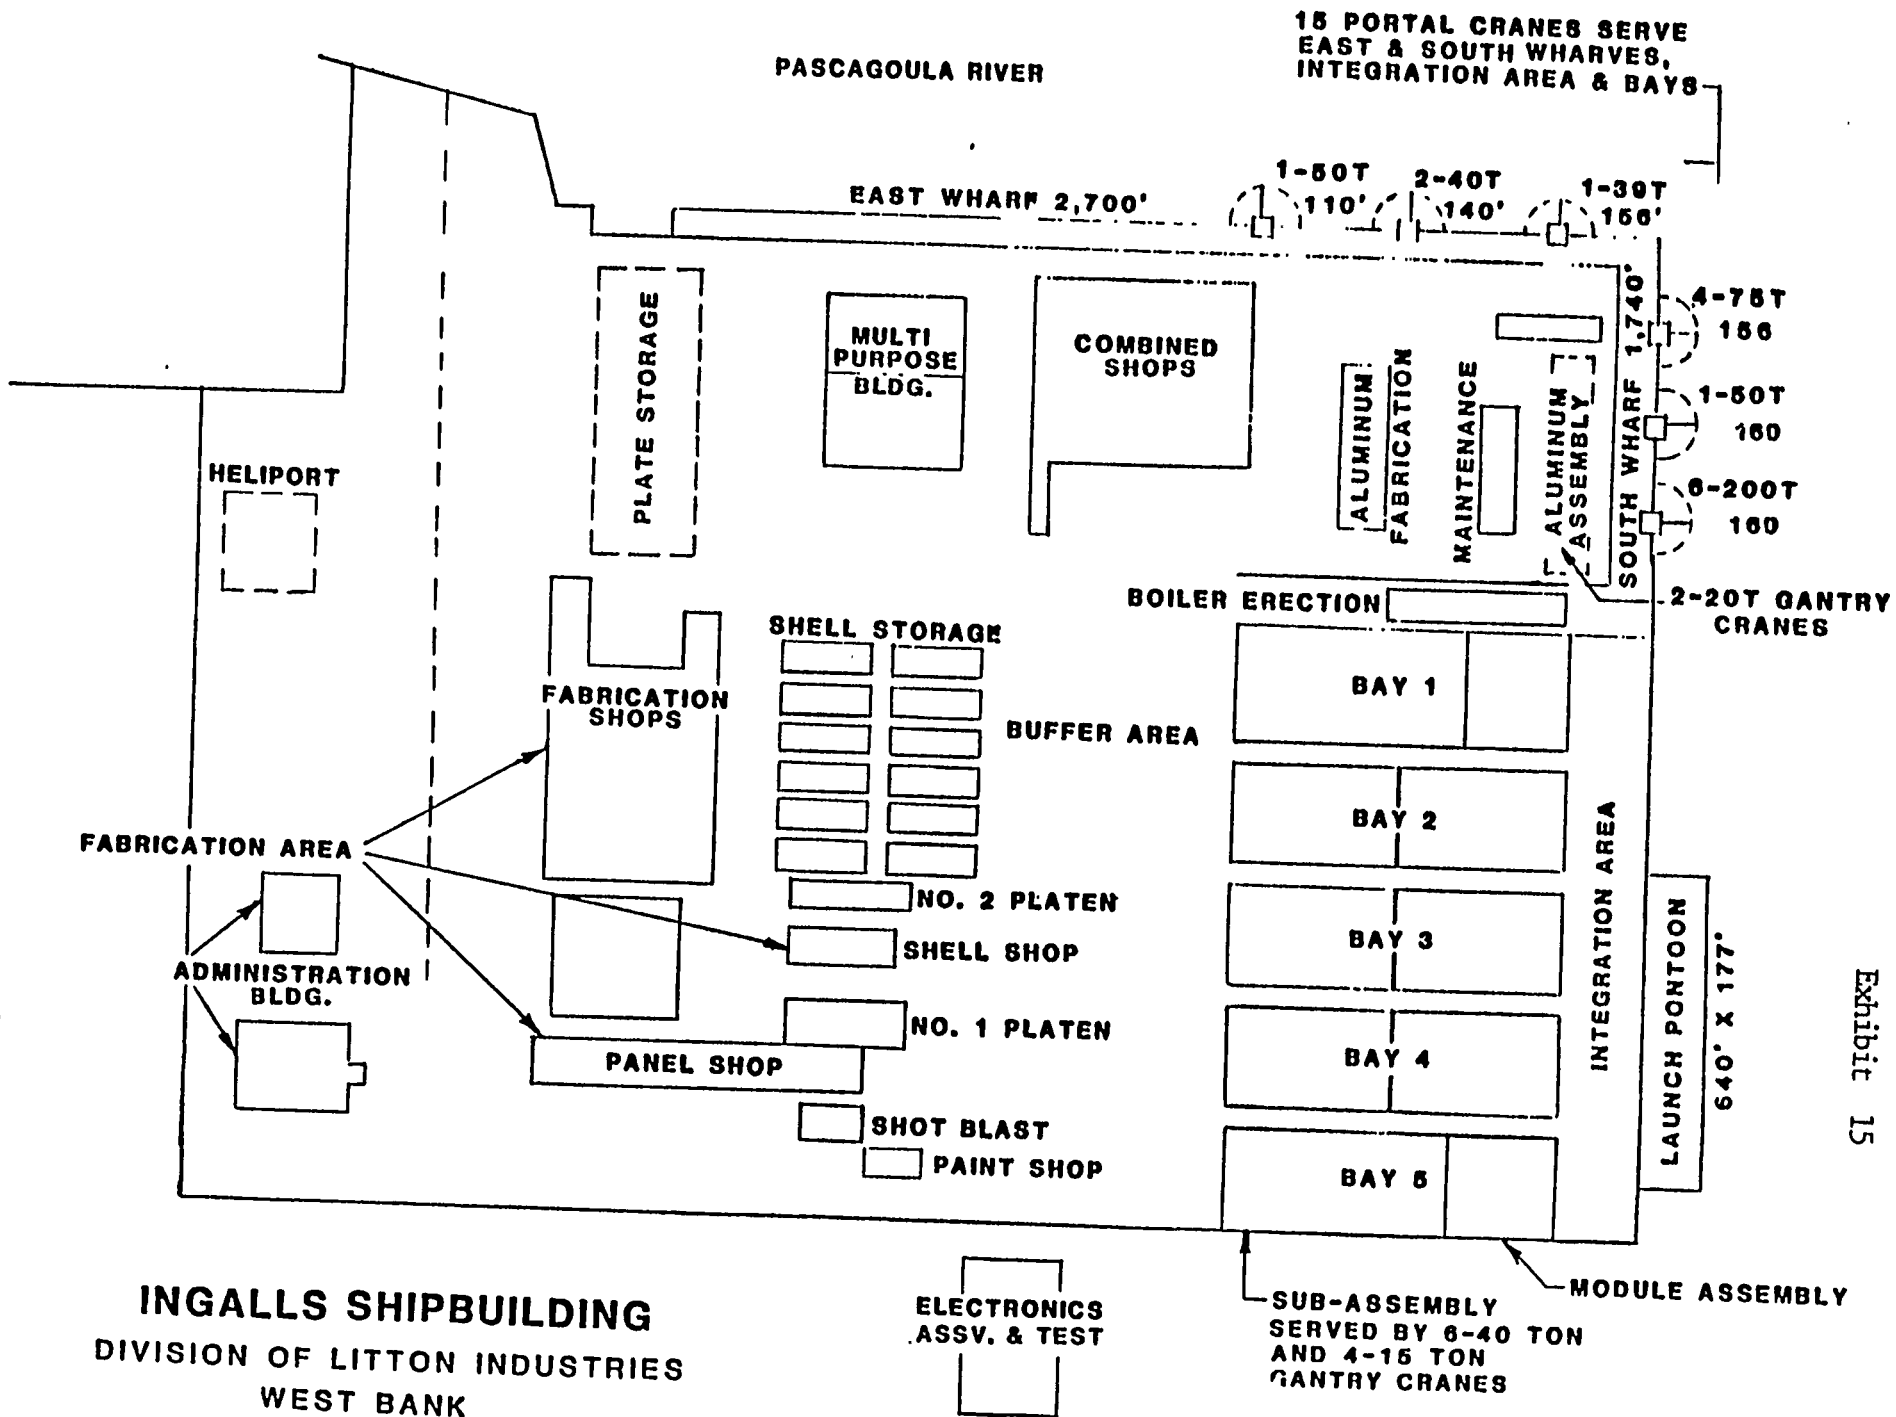 15 PORTAL CRANES SERVE
EAST & SOUTH WHARVES,
INTEGRATION AREA & BAYS
PASCAGOULA RIVER
EAST WHARF 2,700'
1-50T
110'
2-40T
140'
1-39T
156'
4-75T
156
1-50T
160
6-200T
160
SOUTH WHARF 1,740'
PLATE STORAGE
MULTI
PURPOSE
BLDG.
COMBINED
SHOPS
ALUMINUM
FABRICATION
MAINTENANCE
ALUMINUM
ASSEMBLY
HELIPORT
2-20T GANTRY
CRANES
BOILER ERECTION
SHELL STORAGE
FABRICATION
SHOPS
BUFFER AREA
BAY 1
BAY 2
BAY 3
BAY 4
BAY 5
INTEGRATION AREA
LAUNCH PONTOON
640' X 177'
FABRICATION AREA
NO. 2 PLATEN
SHELL SHOP
ADMINISTRATION
BLDG.
NO. 1 PLATEN
PANEL SHOP
SHOT BLAST
PAINT SHOP
Exhibit 15
MODULE ASSEMBLY
SUB-ASSEMBLY
SERVED BY 6-40 TON
AND 4-15 TON
GANTRY CRANES
ELECTRONICS
ASSV. & TEST
INGALLS SHIPBUILDING
DIVISION OF LITTON INDUSTRIES
WEST BANK